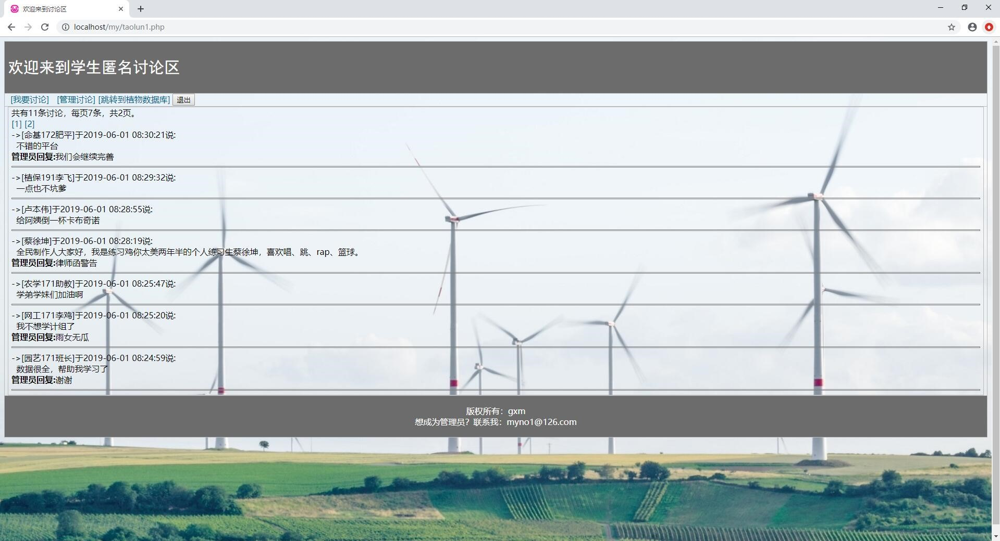 欢迎来到讨论区
localhost/my/taolun1.php
欢迎来到学生匿名讨论区
[我要讨论] [管理讨论] [跳转到植物数据库] 退出
共有11条讨论，每页7条，共2页。
[1] [2]
->[命基172肥平]于2019-06-01 08:30:21说:
不错的平台
管理员回复:我们会继续完善
->[植保191李飞]于2019-06-01 08:29:32说:
一点也不坑爹
->[卢本伟]于2019-06-01 08:28:55说:
给阿姨倒一杯卡布奇诺
->[蔡徐坤]于2019-06-01 08:28:19说:
全民制作人大家好，我是练习鸡你太美两年半的个人练习生蔡徐坤，喜欢唱、跳、rap、篮球。
管理员回复:律师函警告
->[农学171助教]于2019-06-01 08:25:47说:
学弟学妹们加油啊
->[网工171李鸡]于2019-06-01 08:25:20说:
我不想学计组了
管理员回复:雨女无瓜
->[园艺171班长]于2019-06-01 08:24:59说:
数据很全，帮助我学习了
管理员回复:谢谢
版权所有：gxm
想成为管理员？联系我：myno1@126.com